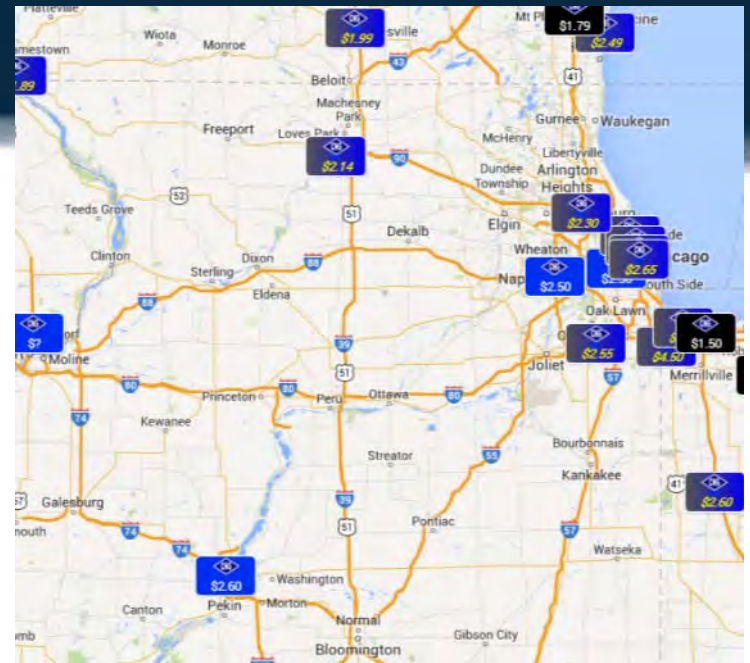 Platteville
Mt Pl
$1.79
cine
$2.49
Wiota
Monroe
$1.99
sville
43
amestown
.89
Beloit
41
Machesney
Park
Gurnee
Waukegan
Freeport
Loves Park
McHenry
Libertyville
$2.14
90
Dundee
Township
Arlington
Heights
52
Teeds Grove
51
Elgin
$2.30
Dekalb
Clinton
Dixon
88
Wheaton
$2.65
cago
Sterling
Nap
$2.50
outh Side
Eldena
88
Oak Lawn
orf
$?
Moline
39
$2.55
$4.50
$1.50
Joliet
51
57
Merrillville
80
Princeton
80
Peru
Ottawa
80
74
Kewanee
Bourbonnais
Streator
55
Kankakee
41
$2.60
Galesburg
39
mouth
74
51
Pontiac
57
74
Watseka
$2.60
Washington
Pekin
Morton
Canton
Normal
Gibson City
omb
Bloomington